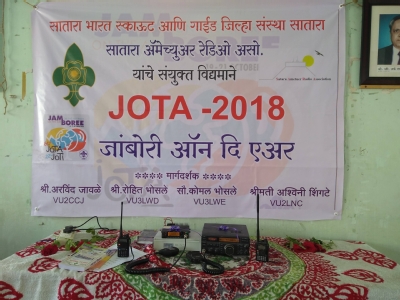 सातारा भारत स्काऊट आणि गाईड जिल्हा संस्था सातारा
सातारा ॲमेच्युअर रेडिओ असो.
यांचे संयुक्त विद्यमाने
JOTA -2018
JAMBOREE
JOTA
JOTI
जांबोरी ऑन दि एअर
**** मार्गदर्शक ****
श्री.अरविंद जावळे श्री.रोहित भोसले सौ.कोमल भोसले श्रीमती अश्विनी शिंगटे
VU2CCJ VU3LWD VU3LWE VU2LNC